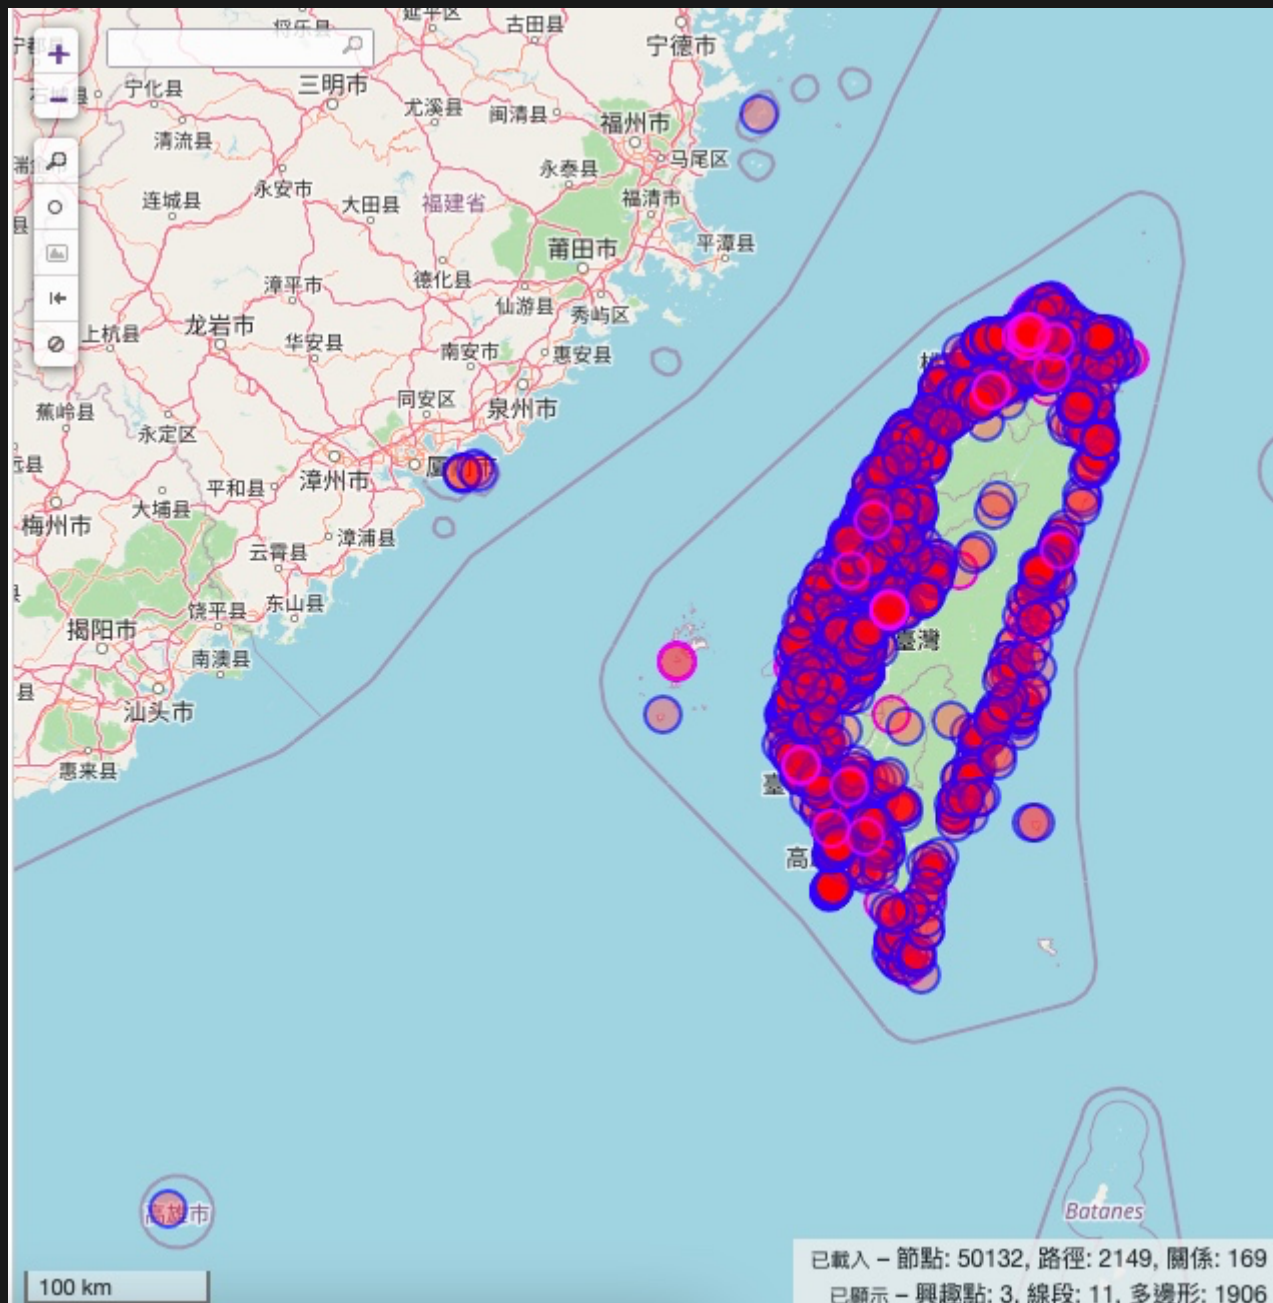 将乐县
延平区
古田县
宁德市
宁化县
三明市
尤溪县
闽清县
福州市
清流县
永泰县
马尾区
连城县
永安市
大田县
福建省
福清市
莆田市
平潭县
漳平市
德化县
仙游县
秀屿区
上杭县
龙岩市
华安县
南安市
惠安县
蕉岭县
同安区
泉州市
永定区
平和县
漳州市
梅州市
大埔县
漳浦县
云霄县
饶平县
东山县
揭阳市
南澳县
臺灣
县
汕头市
惠来县
高雄市
Batanes
100 km
已載入 – 節點: 50132, 路徑: 2149, 關係: 169
已顯示 – 興趣點: 3, 線段: 11, 多邊形: 1906